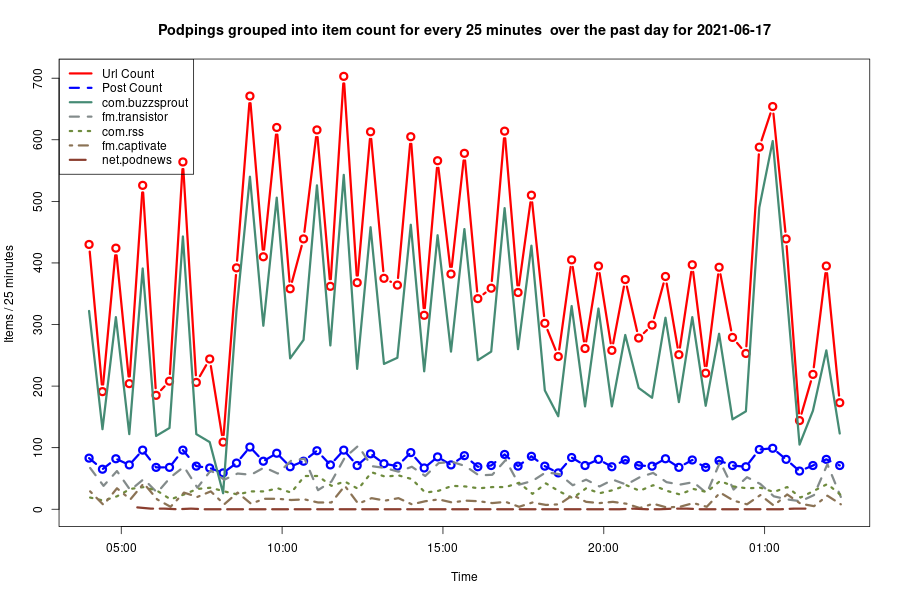 Podpings grouped into item count for every 25 minutes  over the past day for 2021-06-17
Url Count
Post Count
com.buzzsprout
fm.transistor
com.rss
fm.captivate
net.podnews
Items / 25 minutes
700
600
500
400
300
200
100
0
05:00 10:00 15:00 20:00 01:00
Time